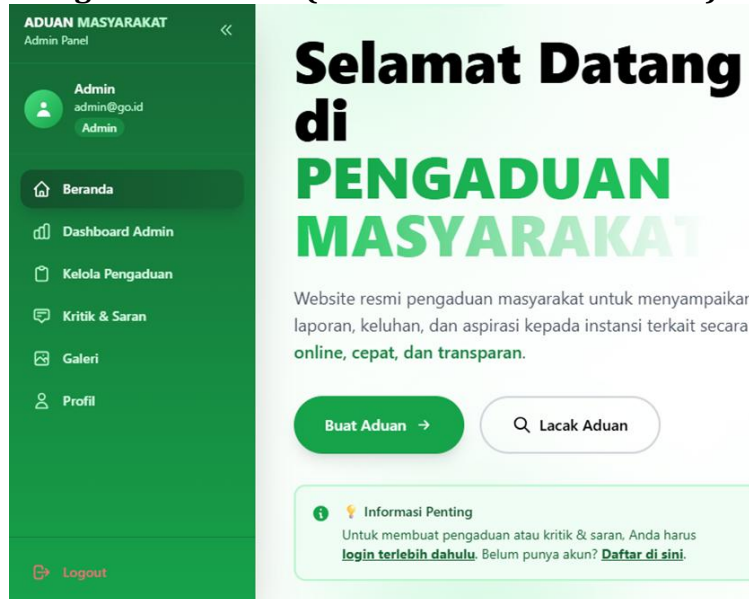 ADUAN MASYARAKAT
Admin Panel
Admin
admin@go.id
Admin
Beranda
Dashboard Admin
Kelola Pengaduan
Kritik & Saran
Galeri
Profil
Logout
Selamat Datang
di
PENGADUAN
MASYARAKAT
Website resmi pengaduan masyarakat untuk menyampaikan
laporan, keluhan, dan aspirasi kepada instansi terkait secara
online, cepat, dan transparan.
Buat Aduan →
Lacak Aduan
Informasi Penting
Untuk membuat pengaduan atau kritik & saran, Anda harus
login terlebih dahulu. Belum punya akun? Daftar di sini.